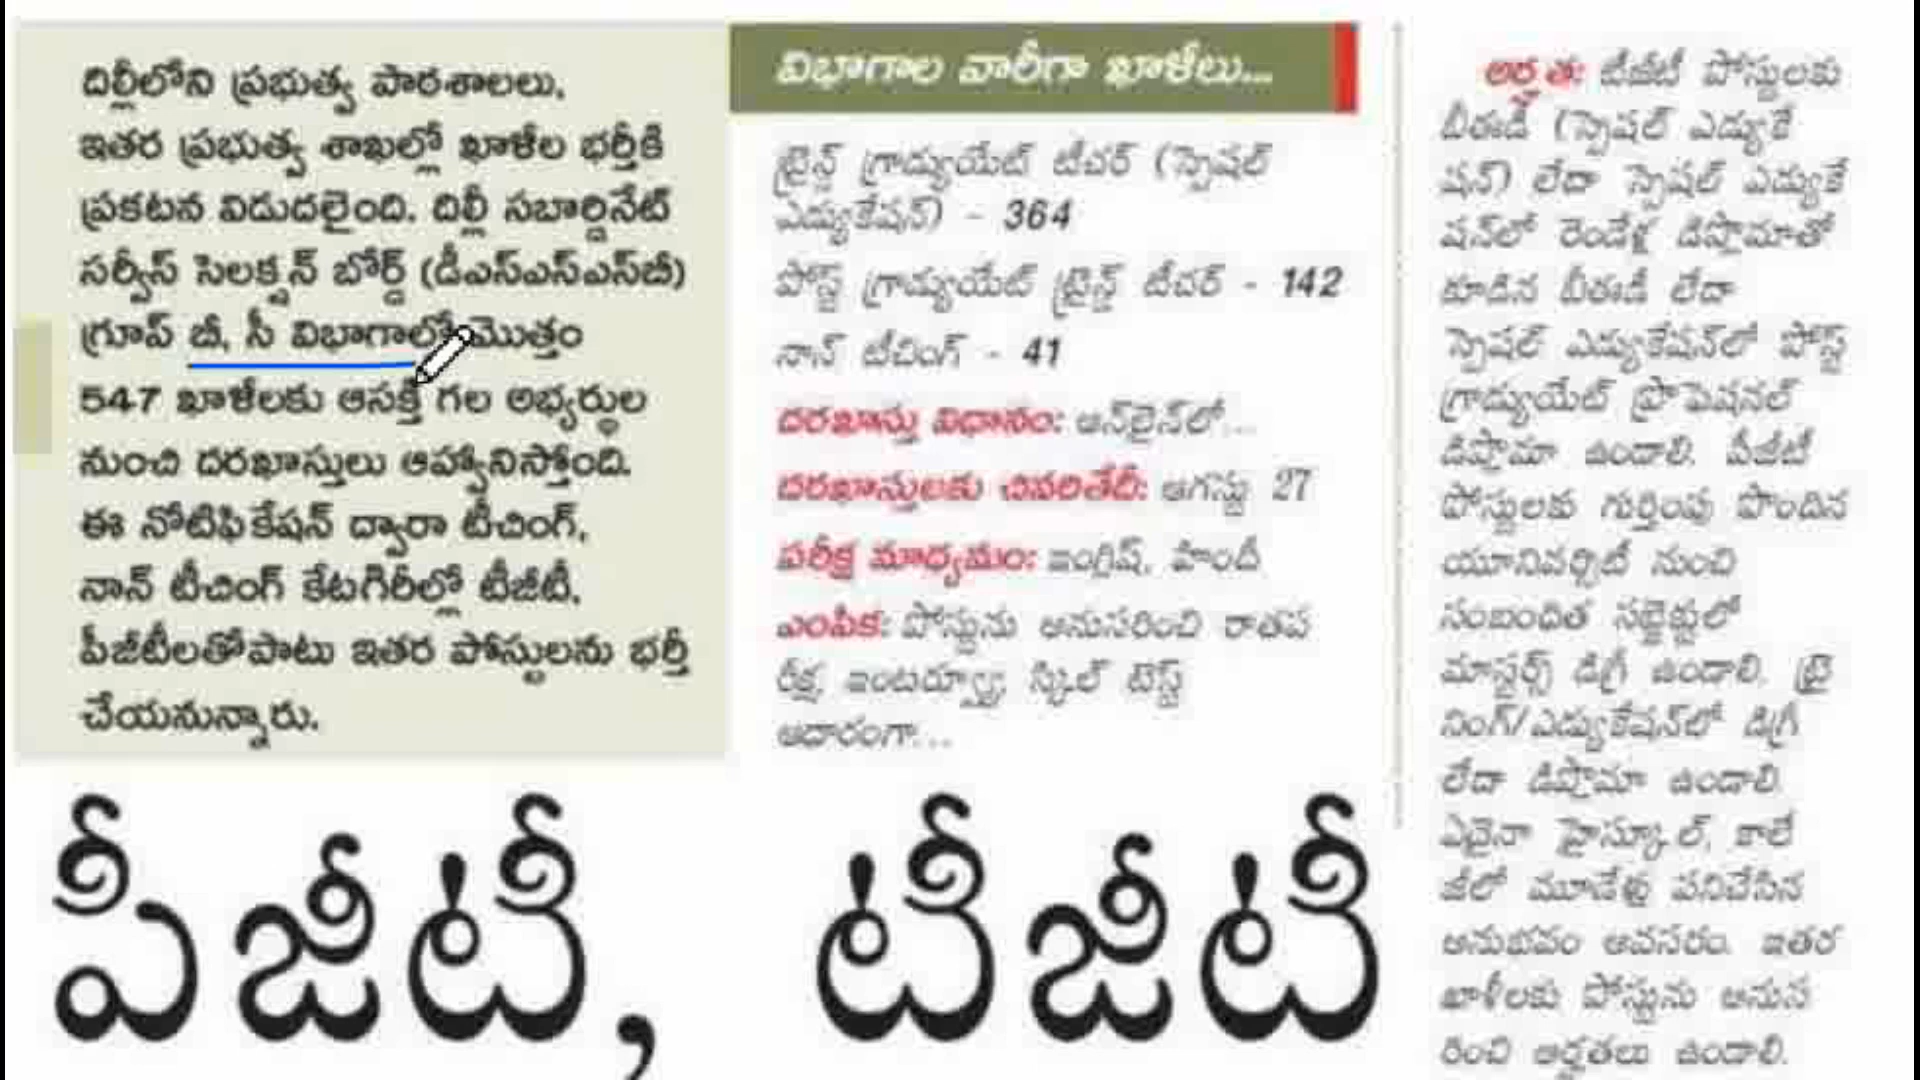 దిల్లీలోని ప్రభుత్వ పాఠశాలలు,
ఇతర ప్రభుత్వ శాఖల్లో ఖాళీల భర్తీకి
ప్రకటన విడుదలైంది. దిల్లీ సబార్డినేట్
సర్వీస్ సెలక్షన్ బోర్డ్ (డీఎస్ఎస్ఎస్‌బీ)
గ్రూప్ బీ, సీ విభాగాల్లో మొత్తం
547 ఖాళీలకు ఆసక్తి గల అభ్యర్థుల
నుంచి దరఖాస్తులు ఆహ్వానిస్తోంది.
ఈ నోటిఫికేషన్ ద్వారా టీచింగ్,
నాన్ టీచింగ్ కేటగిరీల్లో టీజీటీ,
పీజీటీలతోపాటు ఇతర పోస్టులను భర్తీ
చేయనున్నారు.
విభాగాల వారీగా ఖాళీలు...
ట్రైన్డ్ గ్రాడ్యుయేట్ టీచర్ (స్పెషల్
ఎడ్యుకేషన్) - 364
పోస్ట్ గ్రాడ్యుయేట్ ట్రైన్డ్ టీచర్ - 142
నాన్ టీచింగ్ - 41
దరఖాస్తు విధానం: ఆన్‌లైన్‌లో...
దరఖాస్తులకు చివరితేదీ: ఆగస్టు 27
పరీక్ష మాధ్యమం: ఇంగ్లిష్, హిందీ
ఎంపిక: పోస్టును అనుసరించి రాతప
రీక్ష, ఇంటర్వ్యూ, స్కిల్ టెస్ట్
ఆధారంగా...
అర్హత: టీజీటీ పోస్టులకు
బీఈడీ (స్పెషల్ ఎడ్యుకే
షన్) లేదా స్పెషల్ ఎడ్యుకే
షన్‌లో రెండేళ్ల డిప్లొమాతో
కూడిన బీఈడీ లేదా
స్పెషల్ ఎడ్యుకేషన్‌లో పోస్ట్
గ్రాడ్యుయేట్ ప్రొఫెషనల్
డిప్లొమా ఉండాలి. పీజీటీ
పోస్టులకు గుర్తింపు పొందిన
యూనివర్సిటీ నుంచి
సంబంధిత సబ్జెక్టులో
మాస్టర్స్ డిగ్రీ ఉండాలి. ట్రై
నింగ్/ఎడ్యుకేషన్‌లో డిగ్రీ
లేదా డిప్లొమా ఉండాలి.
ఏదైనా హైస్కూల్, కాలే
జీలో మూడేళ్లు పనిచేసిన
అనుభవం అవసరం. ఇతర
ఖాళీలకు పోస్టును అనుస
రించి అర్హతలు ఉండాలి.
పీజీటీ, టీజీటీ